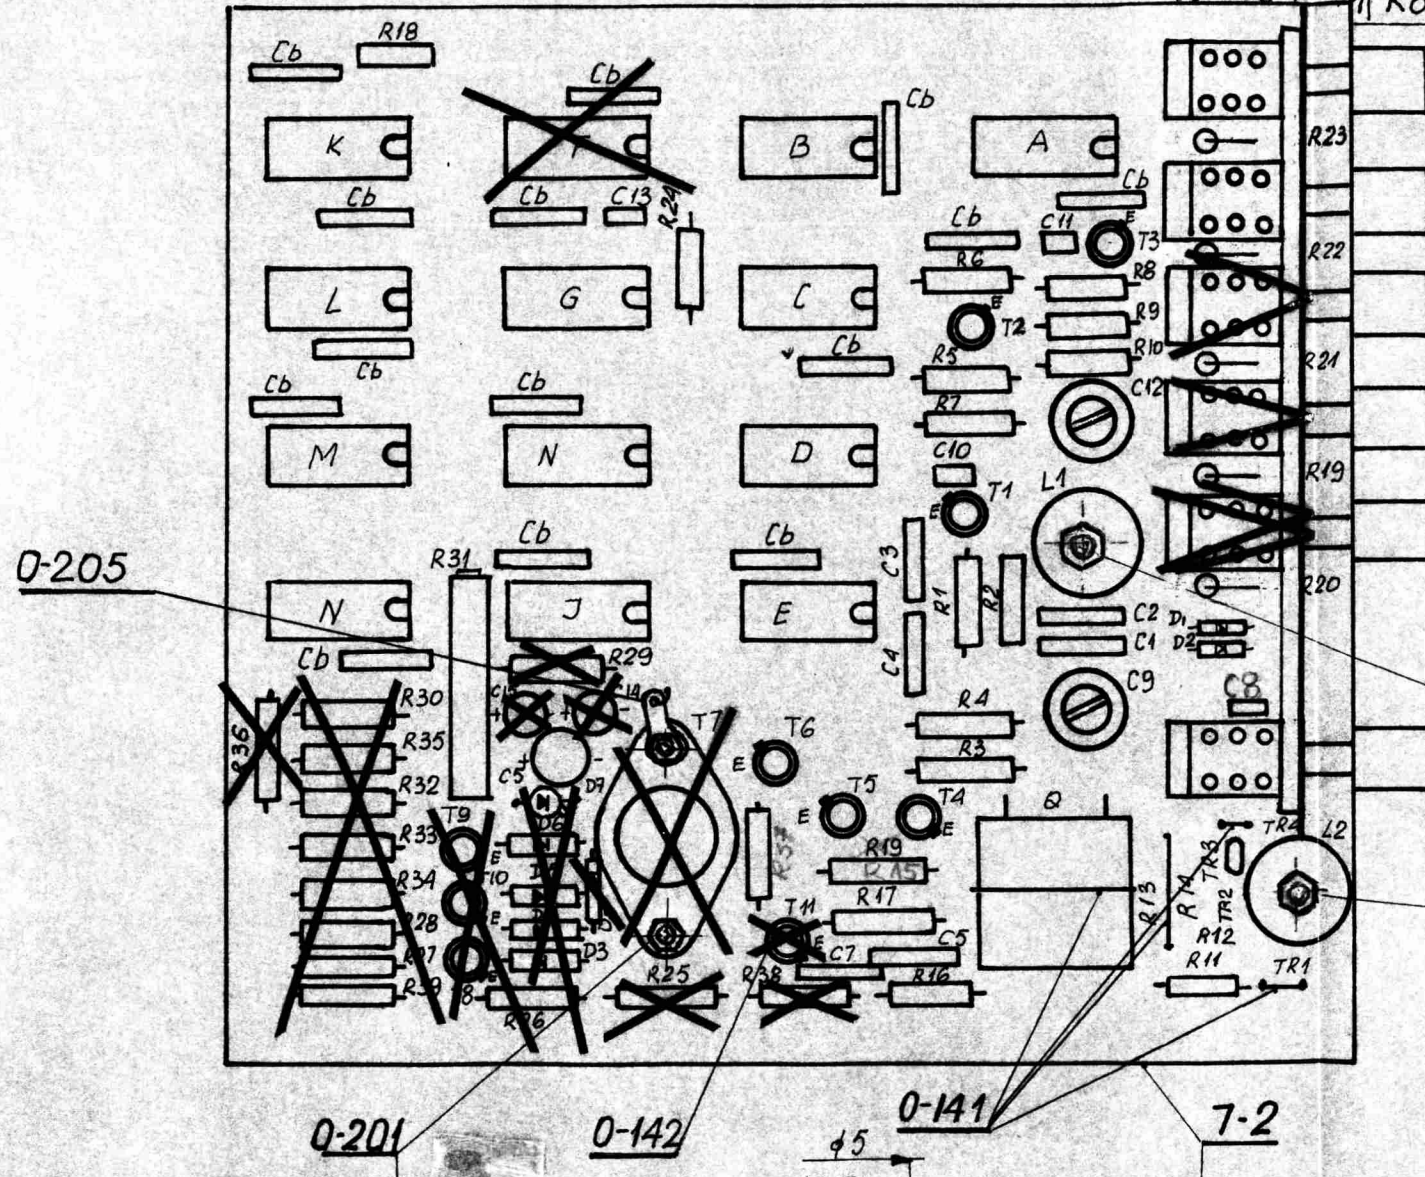 R18
Cb
Cb
Cb
K
B
A
R23
Cb
Cb
C13
R24
Cb
Cb
C11
E
T3
R22
R6
R8
L
G
C
E
T2
R9
Cb
Cb
R5
R10
R21
Cb
Cb
R7
C12
M
N
D
C10
L1
R19
E
T1
Cb
Cb
R31
C3
0-205
R1
R2
R20
N
J
E
C2
D1
C1
D2
Cb
R29
C4
C9
C8
R30
R4
R36
T7
T6
R35
E
R3
C5
D7
R32
T5
T4
Q
T9
D6
E
E
TR4
L2
R33
E
R37
R19
TR3
R34
T10
R15
R13
R14
TR2
E
T11
R17
R28
E
C5
R12
D3
C7
R25
R38
R16
R11
TR1
R39
8
0-201
0-142
0-141
7-2
ϕ5